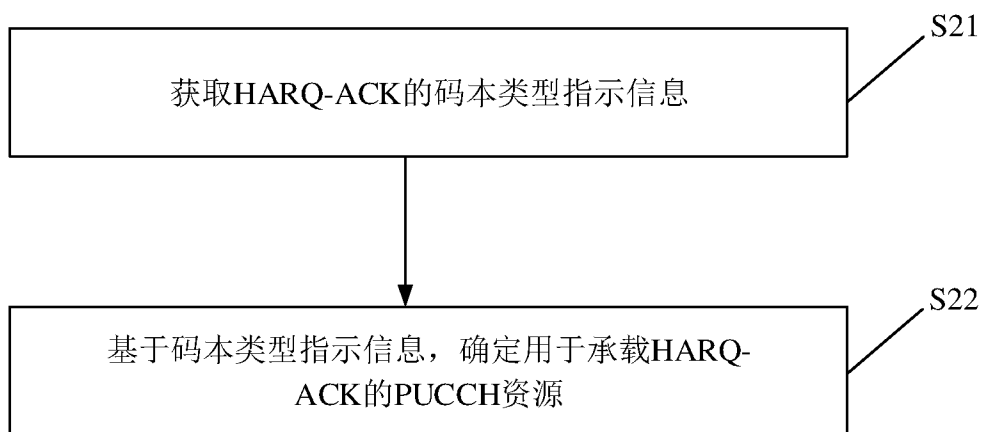 S21
获取HARQ-ACK的码本类型指示信息
S22
基于码本类型指示信息，确定用于承载HARQ-
ACK的PUCCH资源